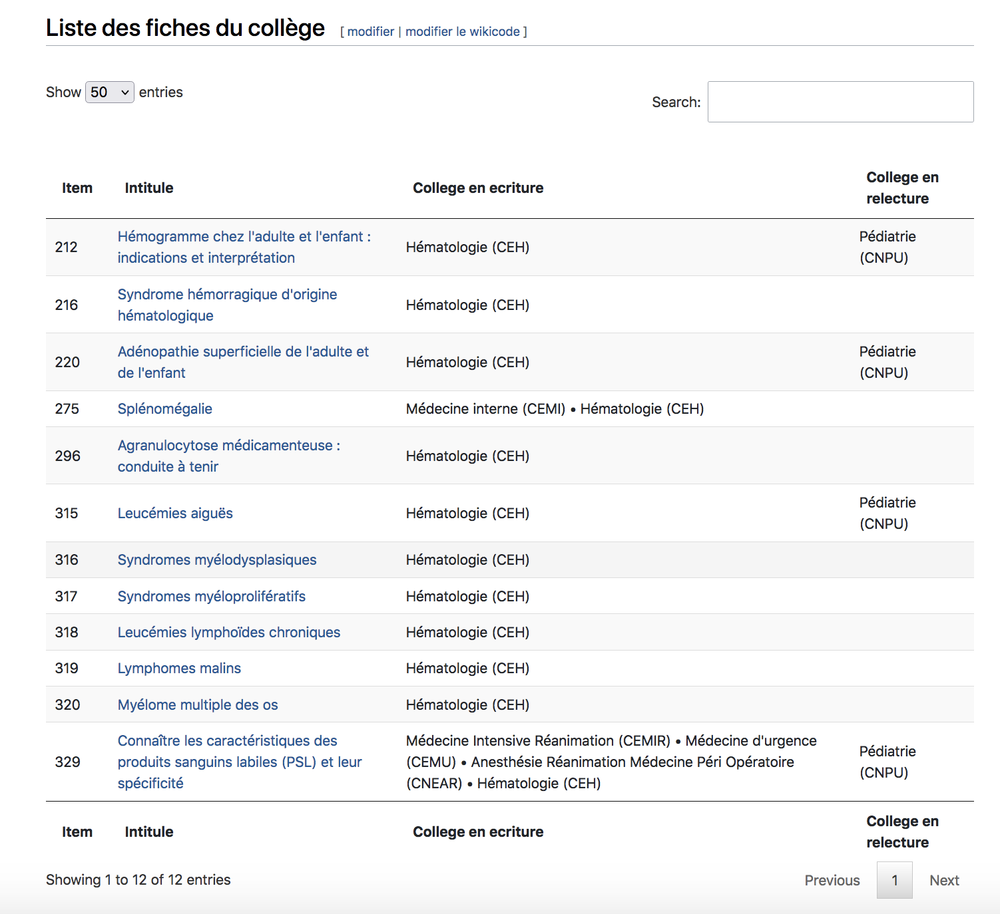 Liste des fiches du collège [ modifier | modifier le wikicode ]
Show 50 entries
Search:
Item Intitule College en ecriture College en
relecture
212 Hémogramme chez l'adulte et l'enfant :
indications et interprétation Hématologie (CEH) Pédiatrie
(CNPU)
216 Syndrome hémorragique d'origine
hématologique Hématologie (CEH)
220 Adénopathie superficielle de l'adulte et
de l'enfant Hématologie (CEH) Pédiatrie
(CNPU)
275 Splénomégalie Médecine interne (CEMI) • Hématologie (CEH)
296 Agranulocytose médicamenteuse :
conduite à tenir Hématologie (CEH)
315 Leucémies aiguës Hématologie (CEH) Pédiatrie
(CNPU)
316 Syndromes myélodysplasiques Hématologie (CEH)
317 Syndromes myéloprolifératifs Hématologie (CEH)
318 Leucémies lymphoïdes chroniques Hématologie (CEH)
319 Lymphomes malins Hématologie (CEH)
320 Myélome multiple des os Hématologie (CEH)
329 Connaître les caractéristiques des
produits sanguins labiles (PSL) et leur
spécificité Médecine Intensive Réanimation (CEMIR) • Médecine d'urgence
(CEMU) • Anesthésie Réanimation Médecine Péri Opératoire
(CNEAR) • Hématologie (CEH) Pédiatrie
(CNPU)
Item Intitule College en ecriture College en
relecture
Showing 1 to 12 of 12 entries
Previous 1 Next